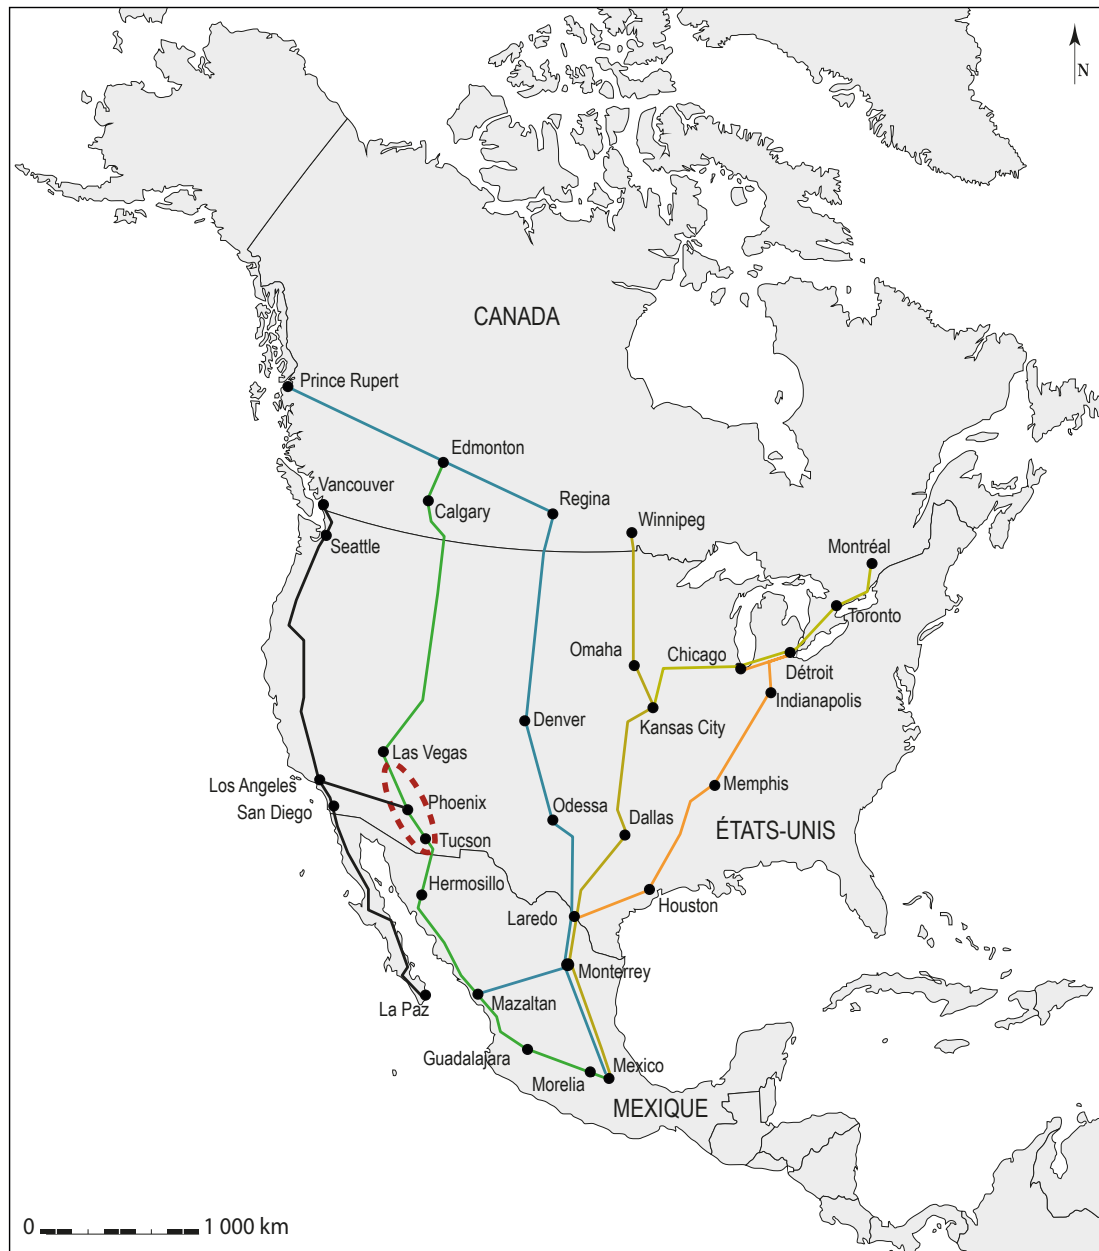 N
CANADA
Prince Rupert
Edmonton
Vancouver
Calgary
Regina
Winnipeg
Seattle
Montréal
Toronto
Omaha
Chicago
Détroit
Indianapolis
Kansas City
Denver
Las Vegas
Los Angeles
San Diego
Phoenix
Memphis
Odessa
Dallas
ÉTATS-UNIS
Tucson
Hermosillo
Houston
Laredo
Monterrey
La Paz
Mazaltan
Guadalajara
Mexico
Morelia
MEXIQUE
0 1 000 km